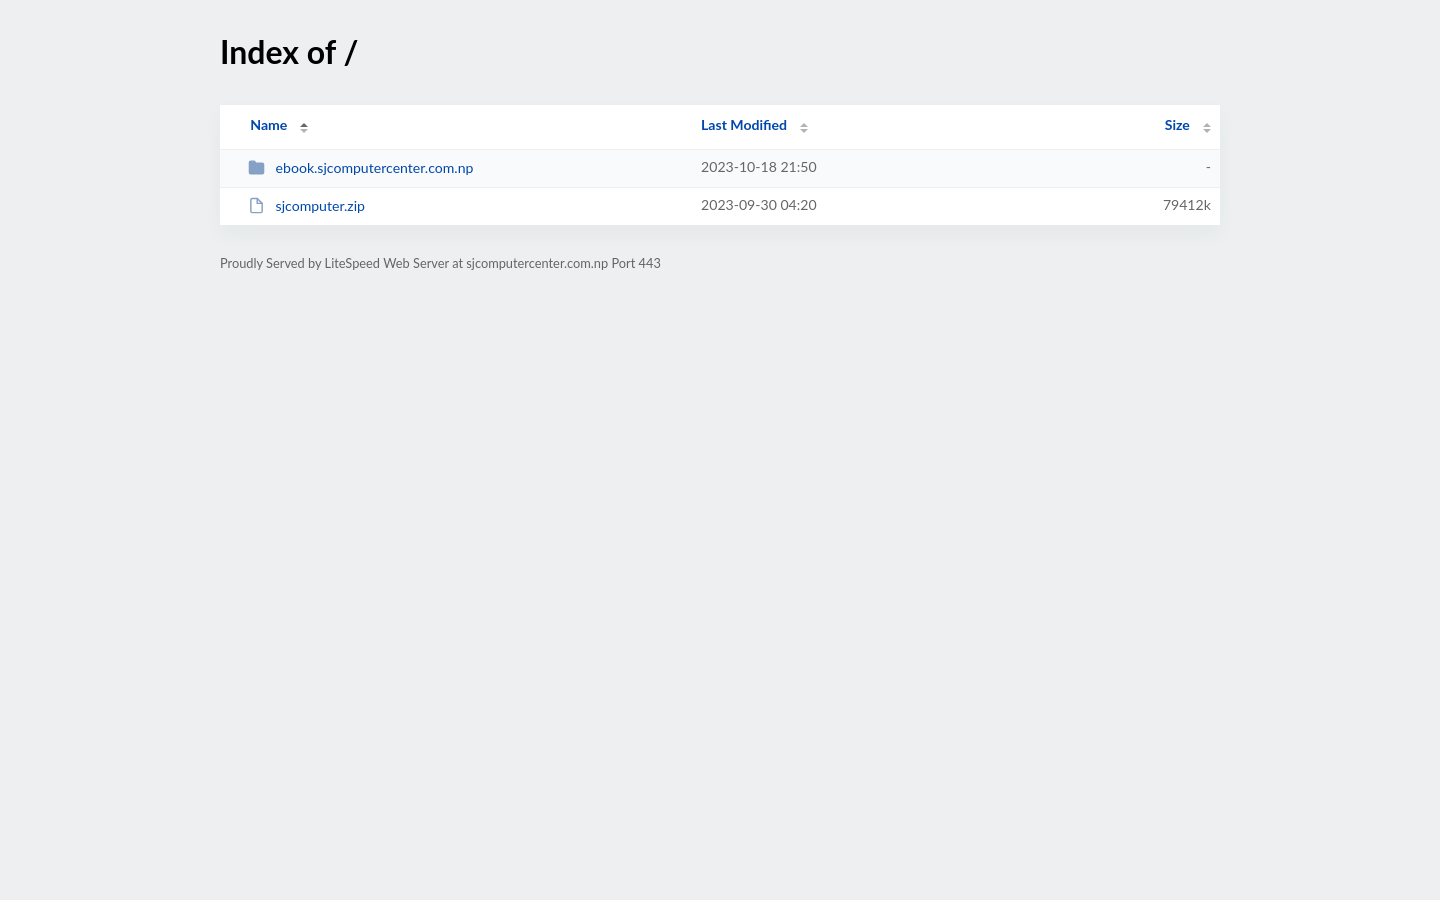 Index of /
Name Last Modified Size
ebook.sjcomputercenter.com.np 2023-10-18 21:50 -
sjcomputer.zip 2023-09-30 04:20 79412k
Proudly Served by LiteSpeed Web Server at sjcomputercenter.com.np Port 443